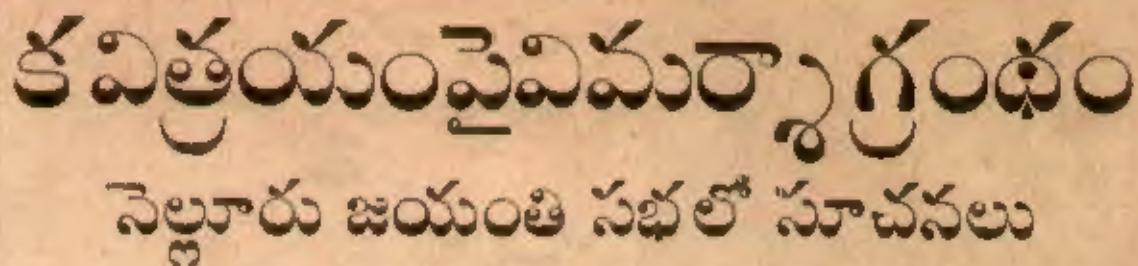 కవిత్రయంపైవిమర్శాగ్రంథం
నెల్లూరు జయంతి సభలో సూచనలు